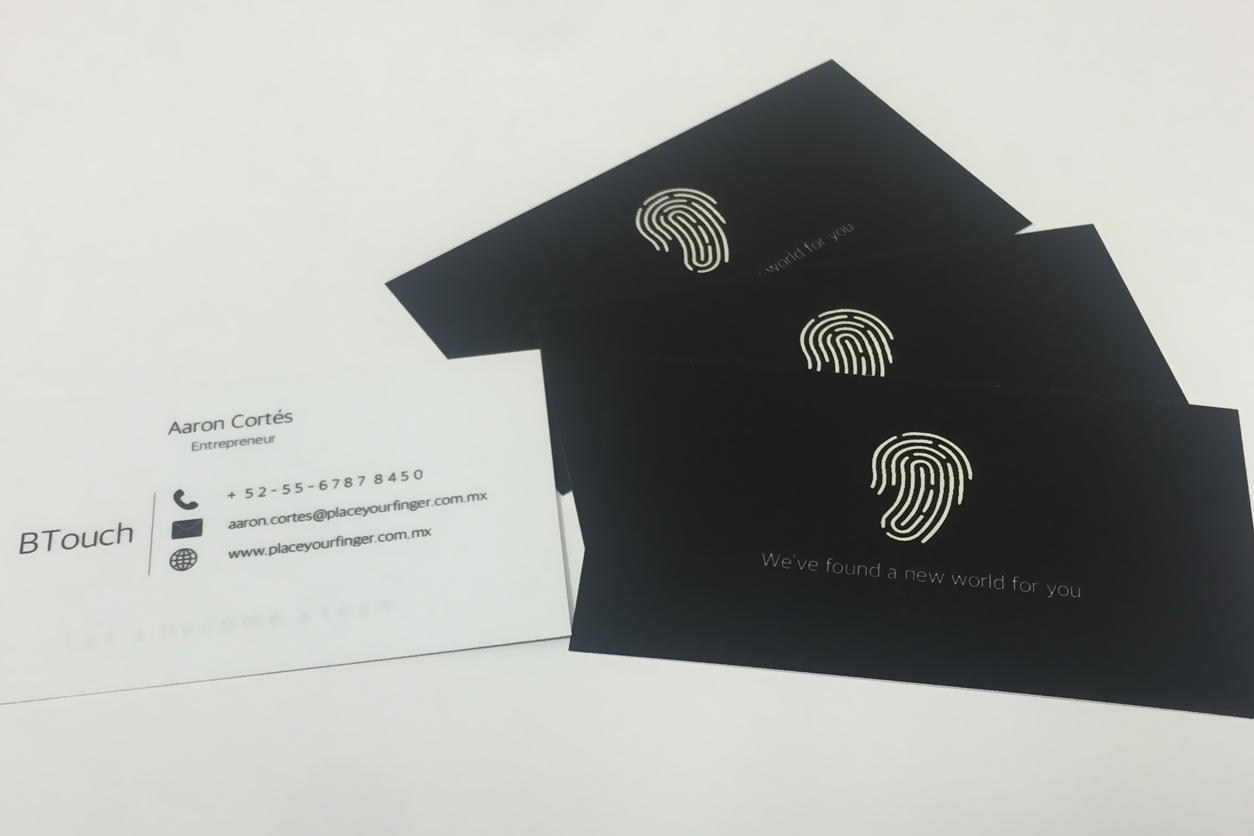 Aaron Cortés
Entrepreneur
BTouch
+ 52-55-6787 8450
aaron.cortes@placeyourfinger.com.mx
www.placeyourfinger.com.mx
Let's Become a team
world for you
We've found a new world for you